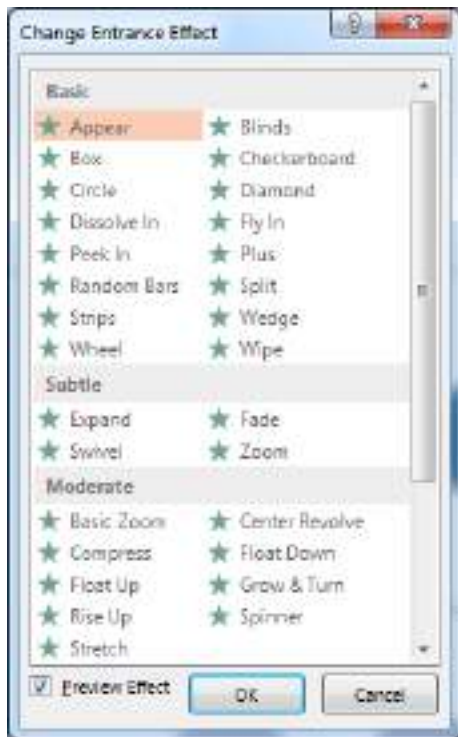 Change Entrance Effect
Basic
Appear Blinds
Box Checkerboard
Circle Diamond
Dissolve In Fly In
Peek In Plus
Random Bars Split
Strips Wedge
Wheel Wipe
Subtle
Expand Fade
Swivel Zoom
Moderate
Basic Zoom Center Revolve
Compress Float Down
Float Up Grow & Turn
Rise Up Spinner
Stretch
Preview Effect OK Cancel